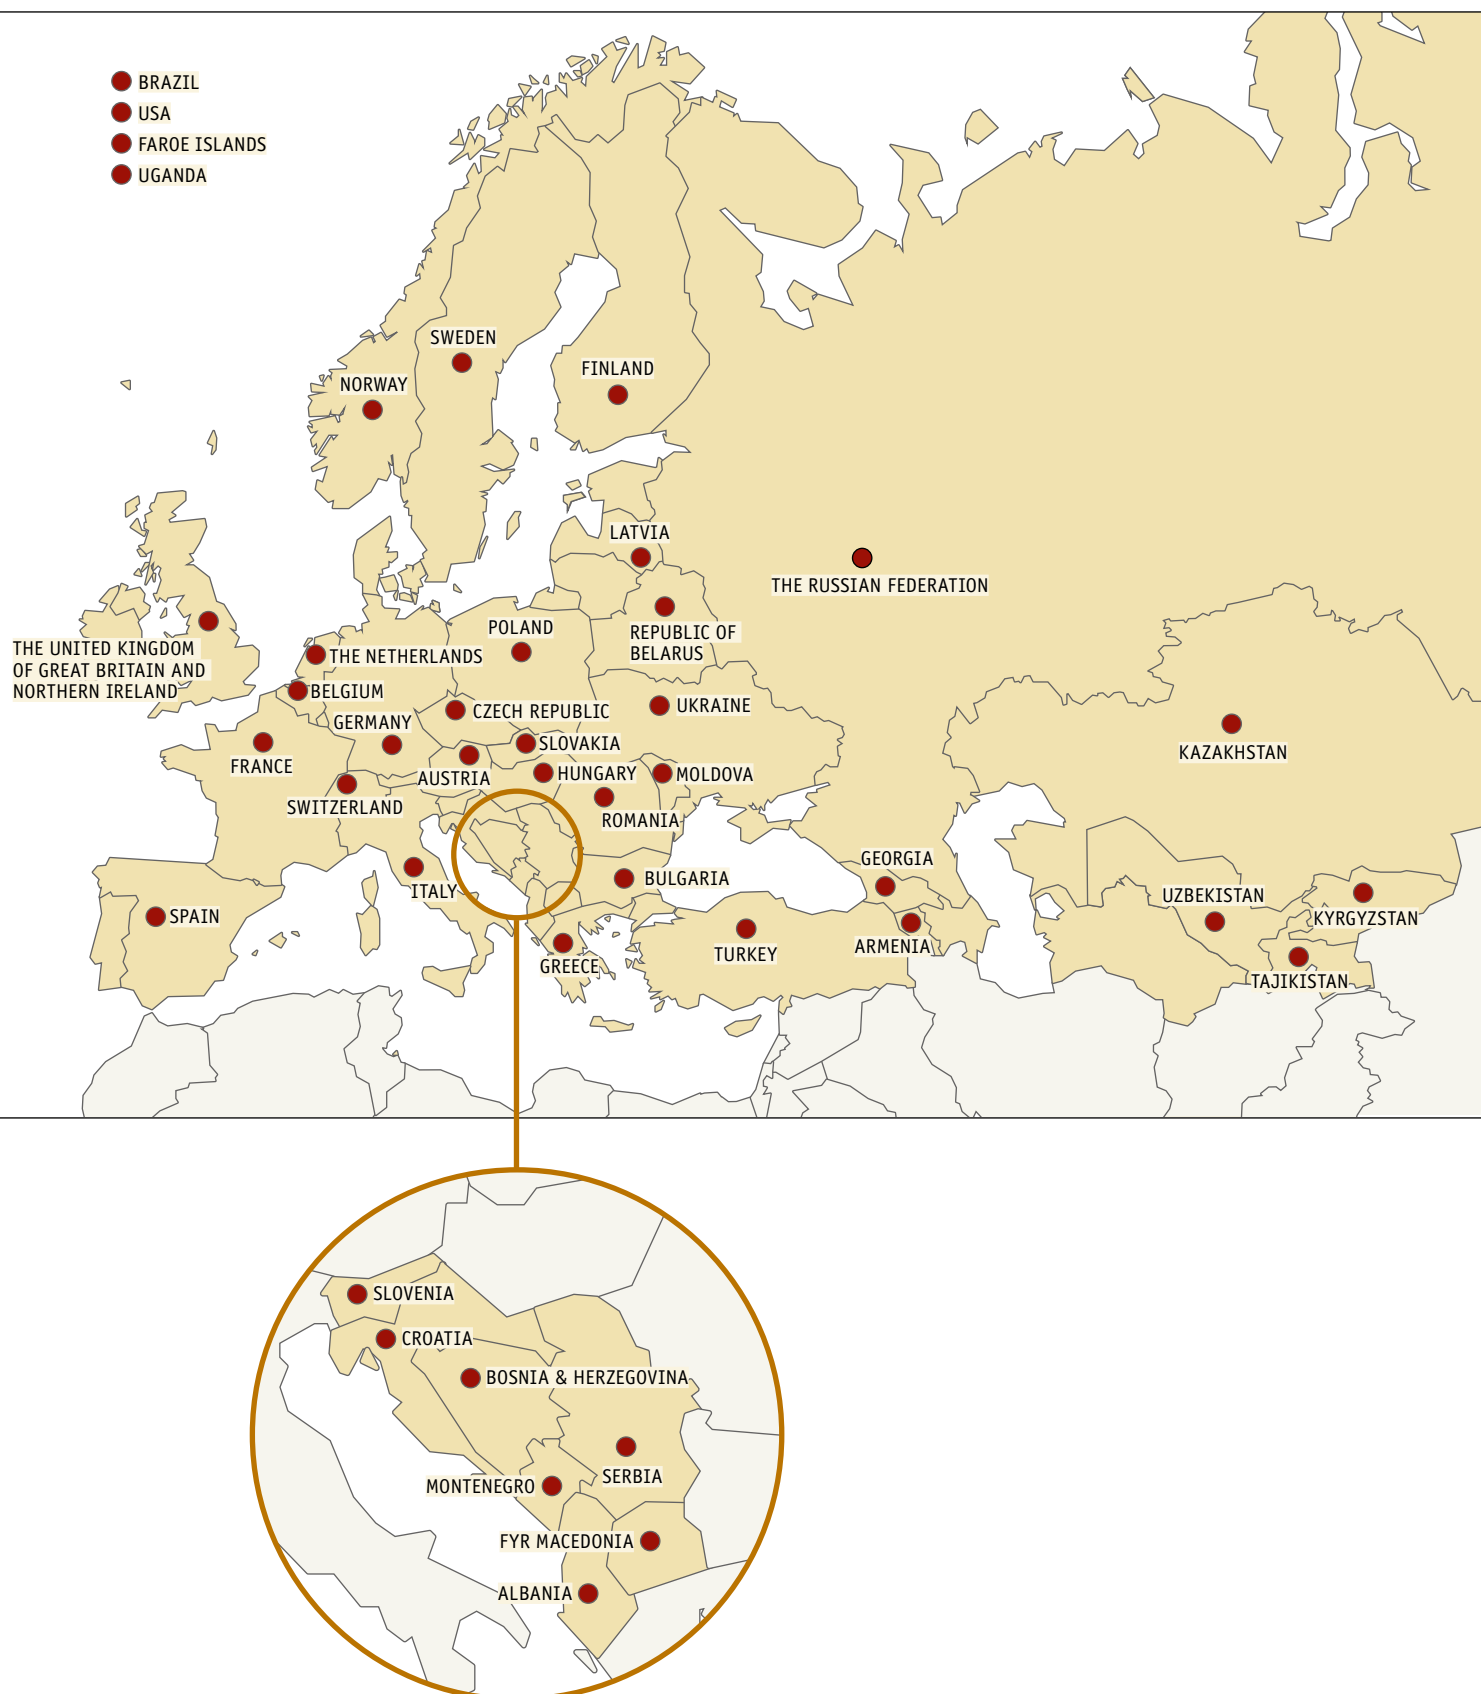 BRAZIL
USA
FAROE ISLANDS
UGANDA
SWEDEN
FINLAND
NORWAY
LATVIA
THE RUSSIAN FEDERATION
POLAND
REPUBLIC OF
BELARUS
THE UNITED KINGDOM
OF GREAT BRITAIN AND
NORTHERN IRELAND
THE NETHERLANDS
BELGIUM
UKRAINE
CZECH REPUBLIC
GERMANY
SLOVAKIA
KAZAKHSTAN
FRANCE
AUSTRIA
HUNGARY
MOLDOVA
SWITZERLAND
ROMANIA
GEORGIA
BULGARIA
ITALY
UZBEKISTAN
SPAIN
KYRGYZSTAN
ARMENIA
TURKEY
GREECE
TAJIKISTAN
SLOVENIA
CROATIA
BOSNIA & HERZEGOVINA
SERBIA
MONTENEGRO
FYR MACEDONIA
ALBANIA